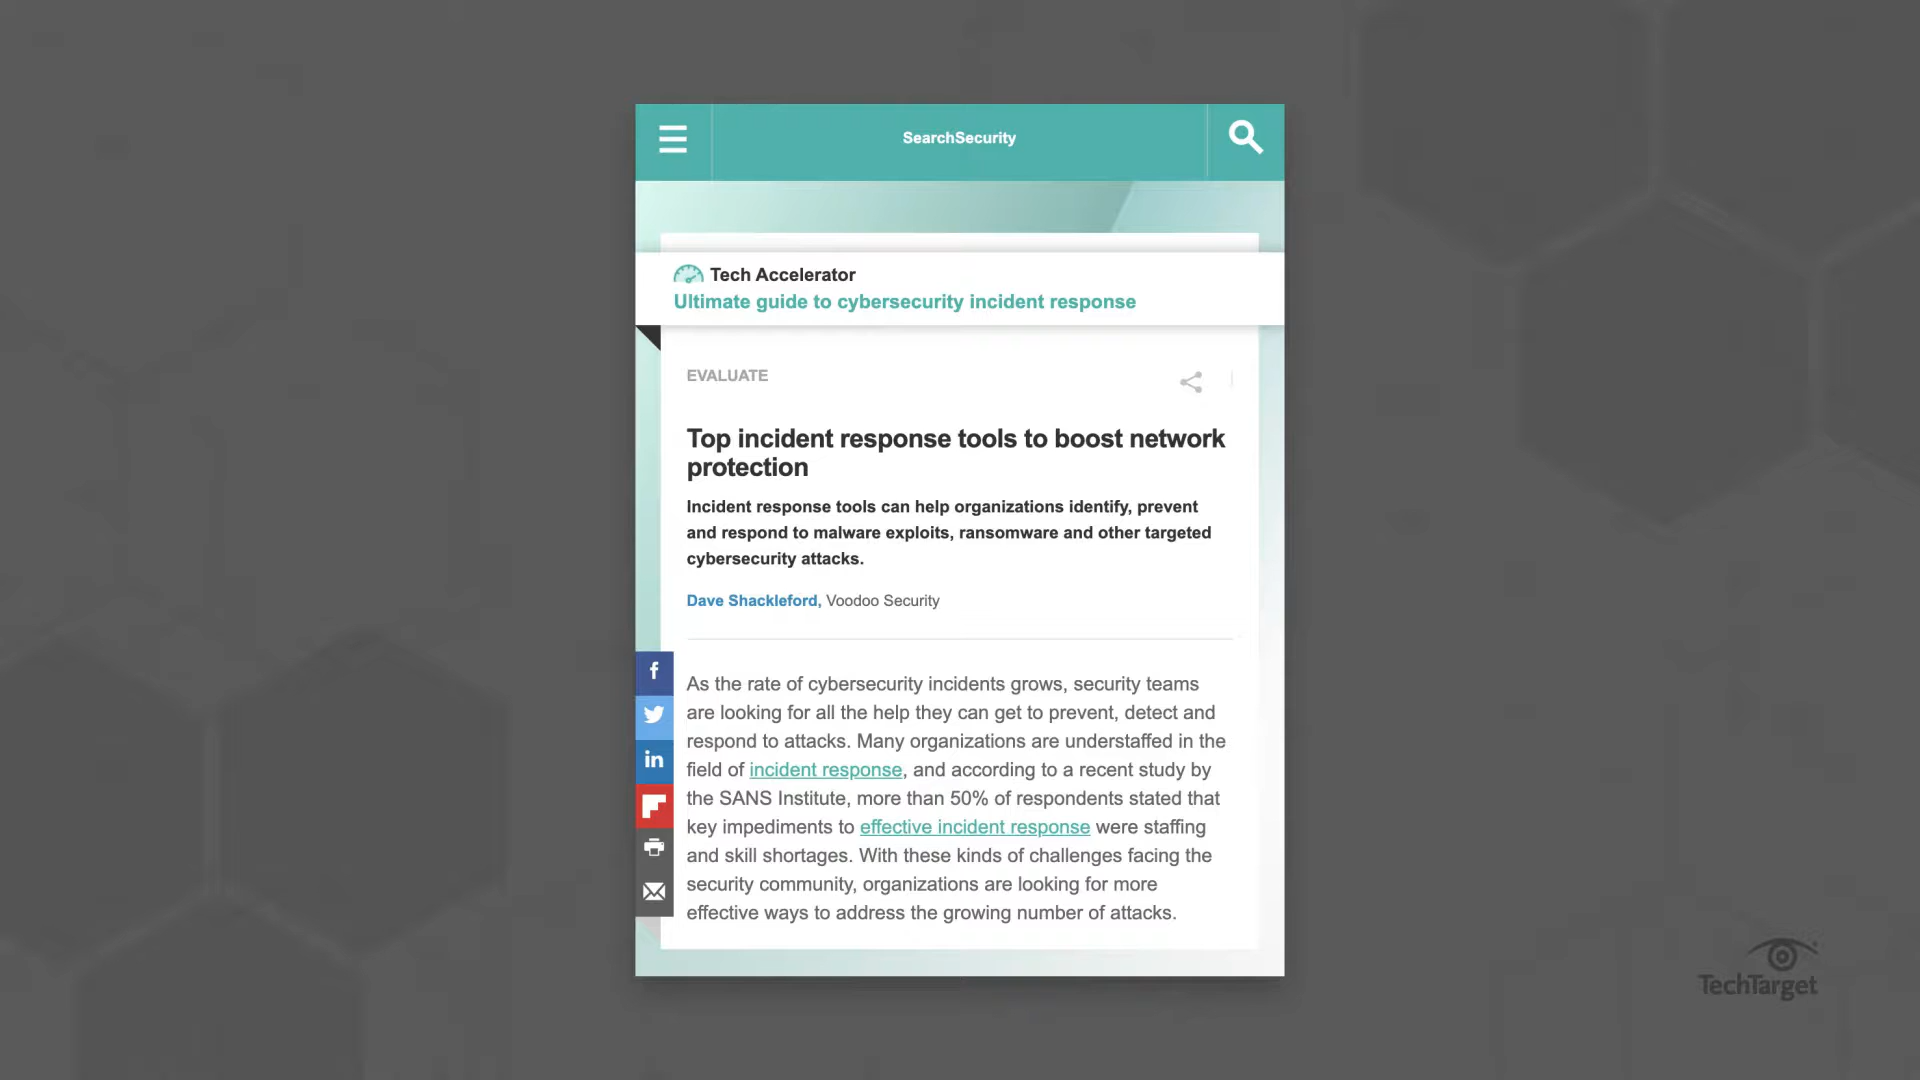 SearchSecurity
Tech Accelerator
Ultimate guide to cybersecurity incident response
EVALUATE
Top incident response tools to boost network
protection
Incident response tools can help organizations identify, prevent
and respond to malware exploits, ransomware and other targeted
cybersecurity attacks.
Dave Shackleford, Voodoo Security
As the rate of cybersecurity incidents grows, security teams
are looking for all the help they can get to prevent, detect and
respond to attacks. Many organizations are understaffed in the
field of incident response, and according to a recent study by
the SANS Institute, more than 50% of respondents stated that
key impediments to effective incident response were staffing
and skill shortages. With these kinds of challenges facing the
security community, organizations are looking for more
effective ways to address the growing number of attacks.
TechTarget